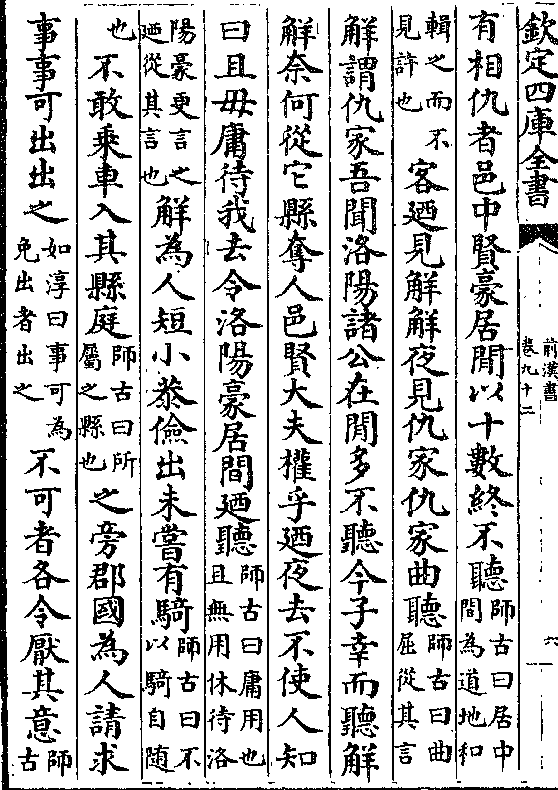 欽定四庫全書
前漢書
卷九十二
六
有相仇者邑中賢豪居閒以十數終不聽師古曰居中間為道地和
輯之而不見許也客迺見解解夜見仇家仇家曲聽師古曰曲屈從其言
解謂仇家吾聞洛陽諸公在閒多不聽今子幸而聽解
解奈何從它縣奪人邑賢大夫權乎迺夜去不使人知
曰且毋庸待我去令洛陽豪居間迺聽師古曰庸用也且無用休待洛
陽豪更言之迺從其言也解為人短小恭儉出未嘗有騎師古曰不以騎自隨
也不敢乘車入其縣庭師古曰所屬之縣也之旁郡國為人請求
事事可出出之如淳曰事可為免出者出之不可者各令厭其意師古